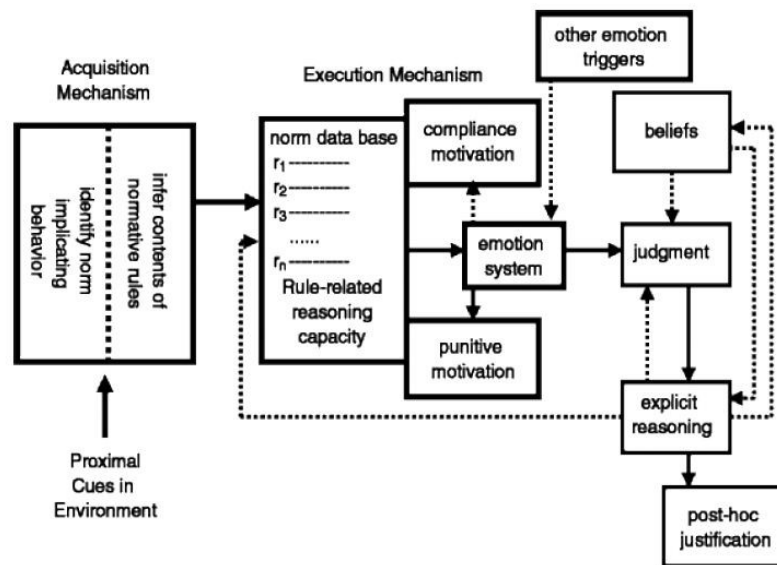 Acquisition
Mechanism
identify norm
implicating
behavior
infer contents of
normative rules
Proximal
Cues in
Environment
Execution Mechanism
norm data base
r1 ------------
r2 ------------
r3 ------------
......
rn ------------
Rule-related
reasoning
capacity
compliance
motivation
emotion
system
punitive
motivation
other emotion
triggers
beliefs
judgment
explicit
reasoning
post-hoc
justification